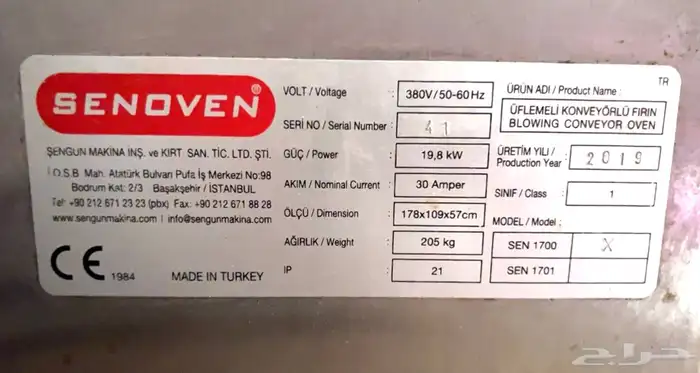 SENOVEN ®
ŞENGUN MAKINA INŞ. ve KIRT SAN. TİC. LTD. ŞTİ.
İ.O.S.B Mah. Atatürk Bulvarı Pufa İş Merkezi No:98
Bodrum Kat: 2/3 Başakşehir / İSTANBUL
Tel: +90 212 671 23 23 (pbx) Fax: +90 212 671 88 28
www.sengunmakina.com | info@sengunmakina.com
CE 1984 MADE IN TURKEY
VOLT / Voltage : 380V/50-60Hz
SERİ NO / Serial Number : 41
GÜÇ / Power : 19,8 kW
AKIM / Nominal Current : 30 Amper
ÖLÇÜ / Dimension : 178x109x57cm
AĞIRLIK / Weight : 205 kg
IP : 21
TR
ÜRÜN ADI / Product Name :
ÜFLEMELİ KONVEYÖRLÜ FIRIN
BLOWING CONVEYOR OVEN
ÜRETİM YILI / Production Year : 2019
SINIF / Class : 1
MODEL / Model :
SEN 1700 X
SEN 1701
حراج